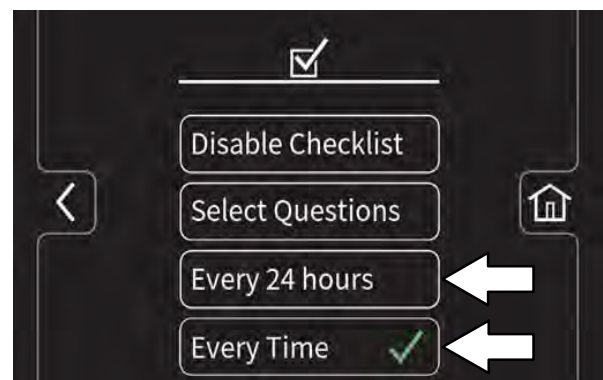 Disable Checklist
Select Questions
Every 24 hours
Every Time